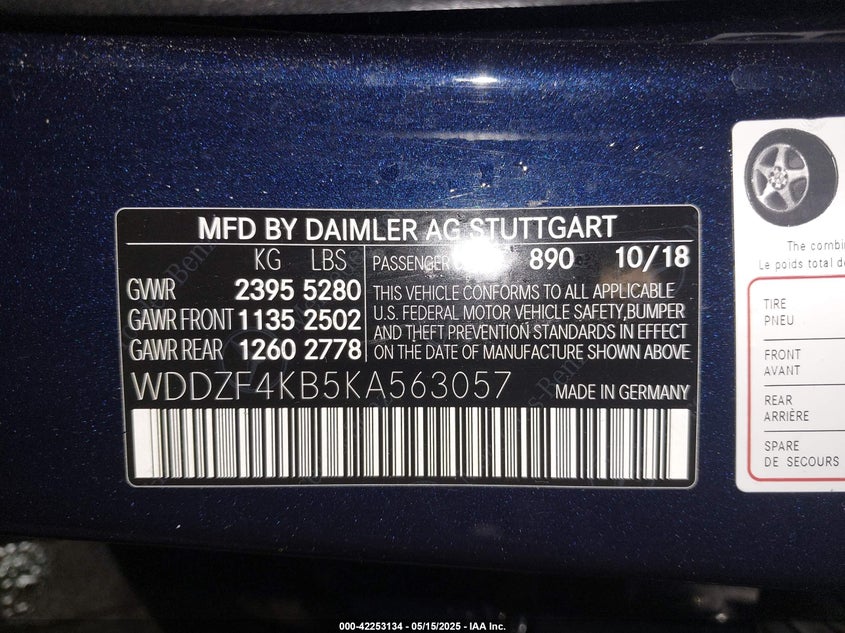 MFD BY DAIMLER AG STUTTGART
KG LBS
GVWR 2395 5280
GAWR FRONT 1135 2502
GAWR REAR 1260 2778
PASSENGER 890 10/18
THIS VEHICLE CONFORMS TO ALL APPLICABLE
U.S. FEDERAL MOTOR VEHICLE SAFETY,BUMPER
AND THEFT PREVENTION STANDARDS IN EFFECT
ON THE DATE OF MANUFACTURE SHOWN ABOVE
WDDZF4KB5KA563057 MADE IN GERMANY
The
Le poids total
TIRE
PNEU
FRONT
AVANT
REAR
ARRIÈRE
SPARE
DE SECOURS
000-42253134 - 05/15/2025 - IAA Inc.